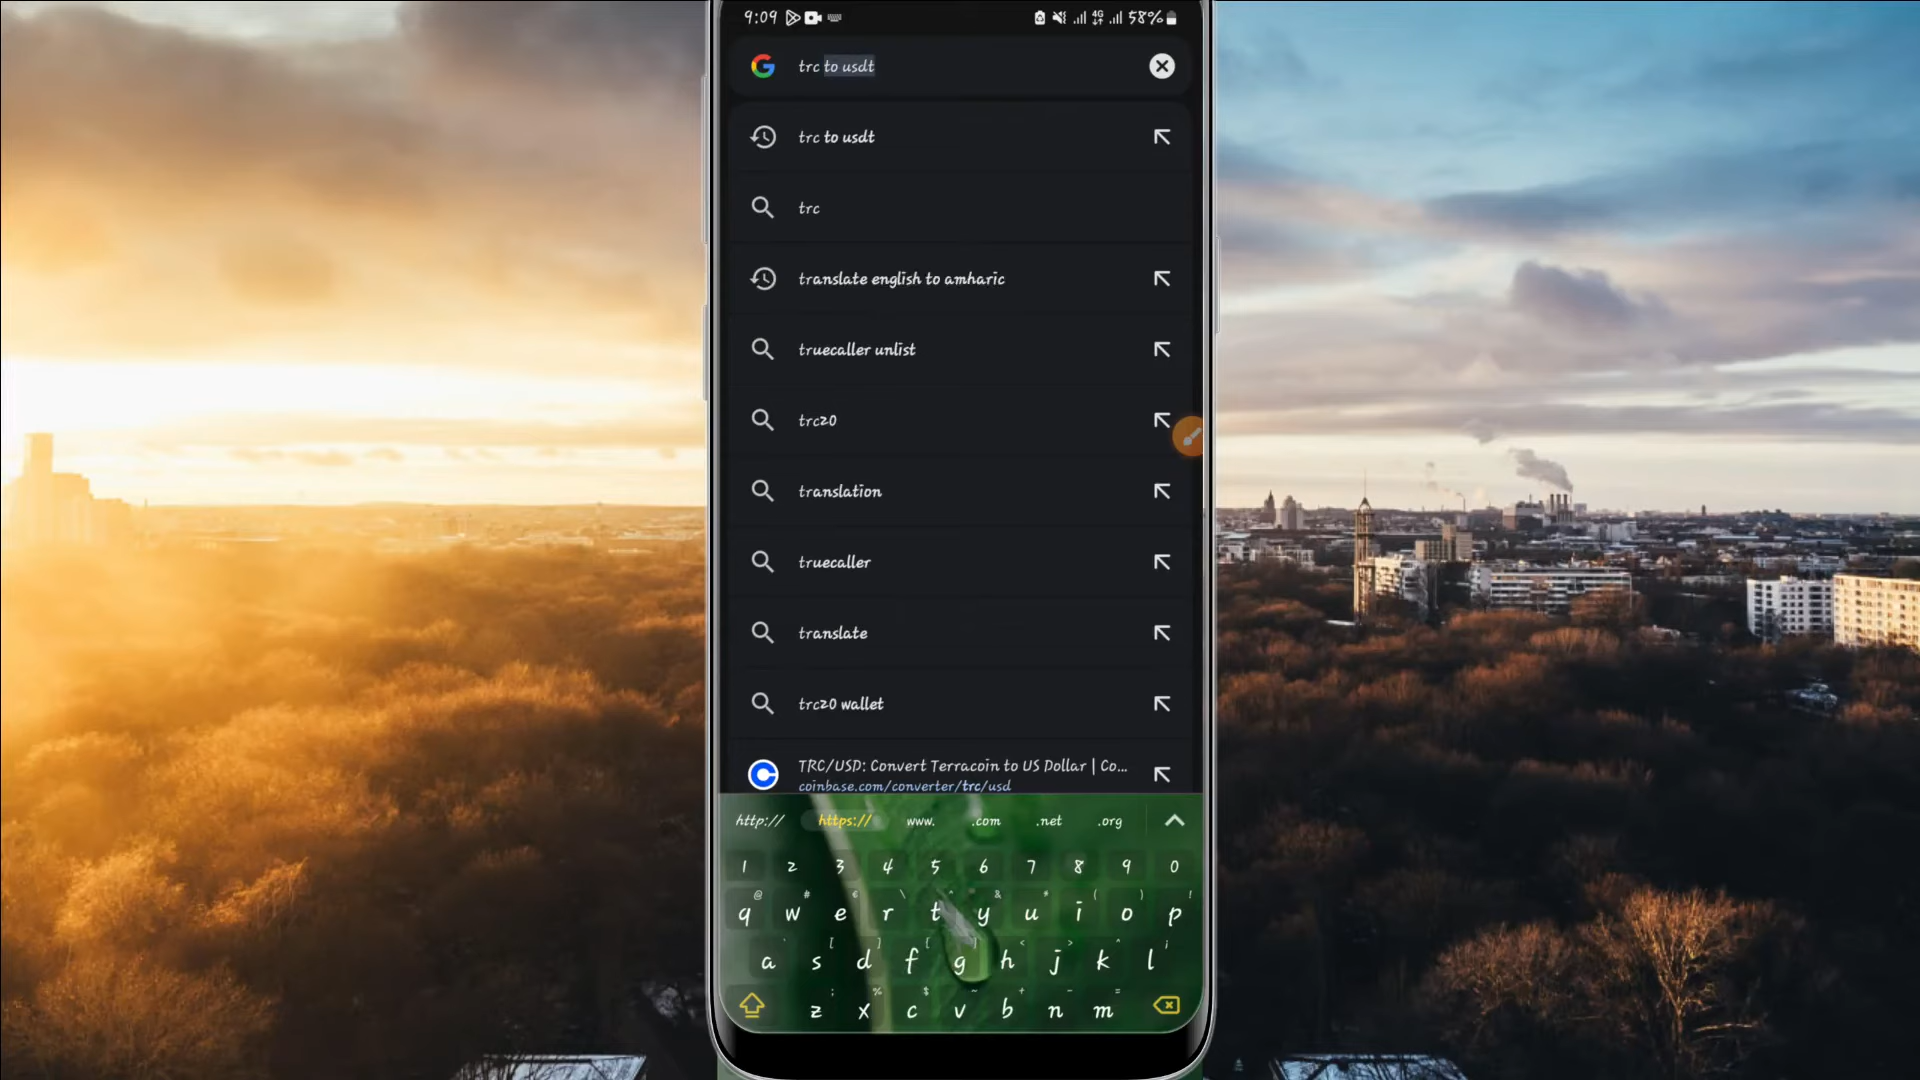 9:09 4G 58%
trc to usdt
trc to usdt
trc
translate english to amharic
truecaller unlist
trc20
translation
truecaller
translate
trc20 wallet
TRC/USD: Convert Terracoin to US Dollar | Co...
coinbase.com/converter/trc/usd
http:// https:// www. .com .net .org
1 2 3 4 5 6 7 8 9 0
q w e r t y u i o p
a s d f g h j k l
z x c v b n m